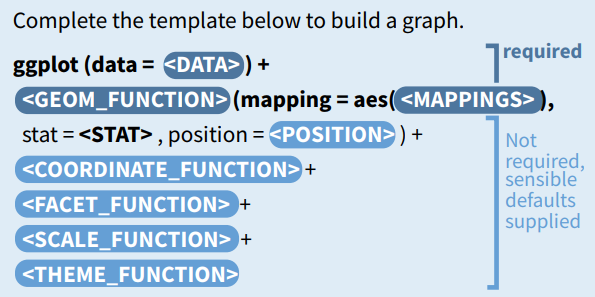 Complete the template below to build a graph.
required
ggplot (data = <DATA> ) +
<GEOM_FUNCTION> (mapping = aes( <MAPPINGS> ),
stat = <STAT> , position = <POSITION> ) +
<COORDINATE_FUNCTION> +
<FACET_FUNCTION> +
<SCALE_FUNCTION> +
<THEME_FUNCTION>
Not
required,
sensible
defaults
supplied